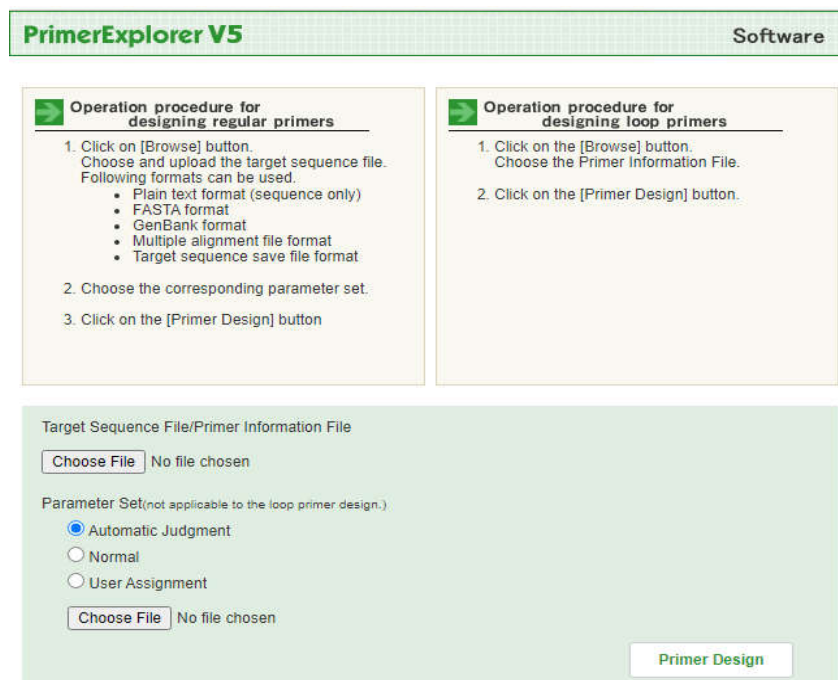 PrimerExplorer V5
Software
Operation procedure for
designing regular primers
1. Click on [Browse] button.
Choose and upload the target sequence file.
Following formats can be used.
• Plain text format (sequence only)
• FASTA format
• GenBank format
• Multiple alignment file format
• Target sequence save file format
2. Choose the corresponding parameter set.
3. Click on the [Primer Design] button
Operation procedure for
designing loop primers
1. Click on the [Browse] button.
Choose the Primer Information File.
2. Click on the [Primer Design] button.
Target Sequence File/Primer Information File
Choose File No file chosen
Parameter Set(not applicable to the loop primer design.)
Automatic Judgment
Normal
User Assignment
Choose File No file chosen
Primer Design